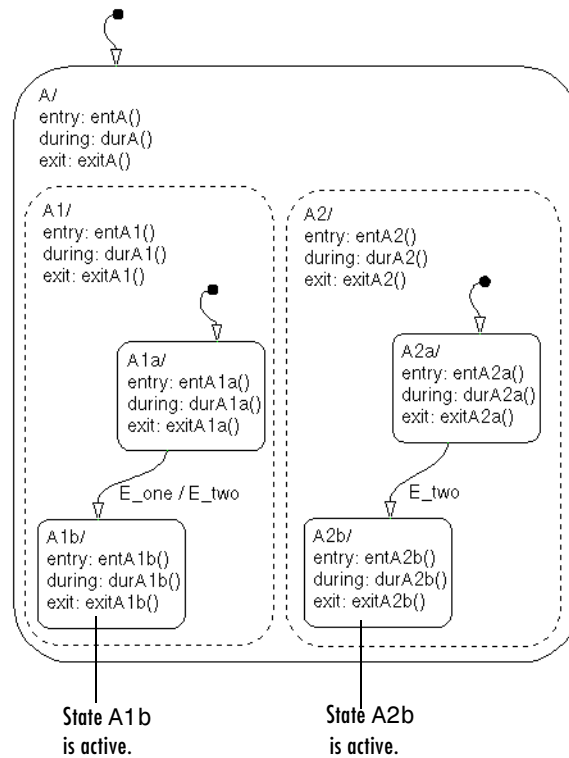 A/
entry: entA()
during: durA()
exit: exitA()
A1/
entry: entA1()
during: durA1()
exit: exitA1()
A2/
entry: entA2()
during: durA2()
exit: exitA2()
A1a/
entry: entA1a()
during: durA1a()
exit: exitA1a()
A2a/
entry: entA2a()
during: durA2a()
exit: exitA2a()
E_one / E_two
E_two
A1b/
entry: entA1b()
during: durA1b()
exit: exitA1b()
A2b/
entry: entA2b()
during: durA2b()
exit: exitA2b()
State A1b
is active.
State A2b
is active.